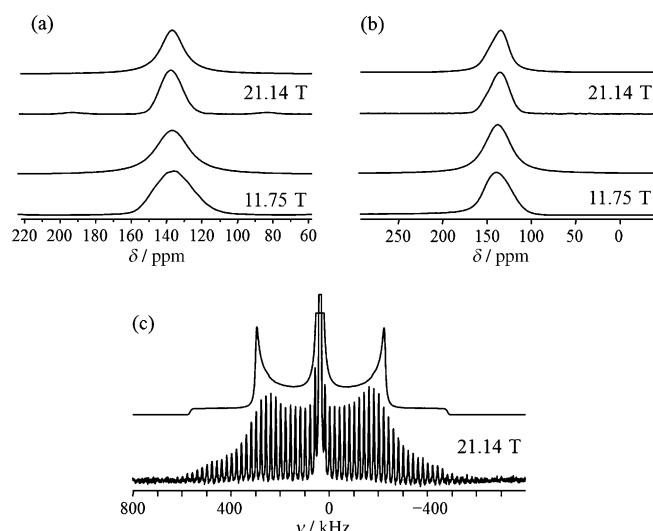 (a)
(b)
21.14 T
21.14 T
11.75 T
11.75 T
220 200 180 160 140 120 100 80 60
250 200 150 100 50 0
δ / ppm
δ / ppm
(c)
21.14 T
800 400 0 −400
ν / kHz